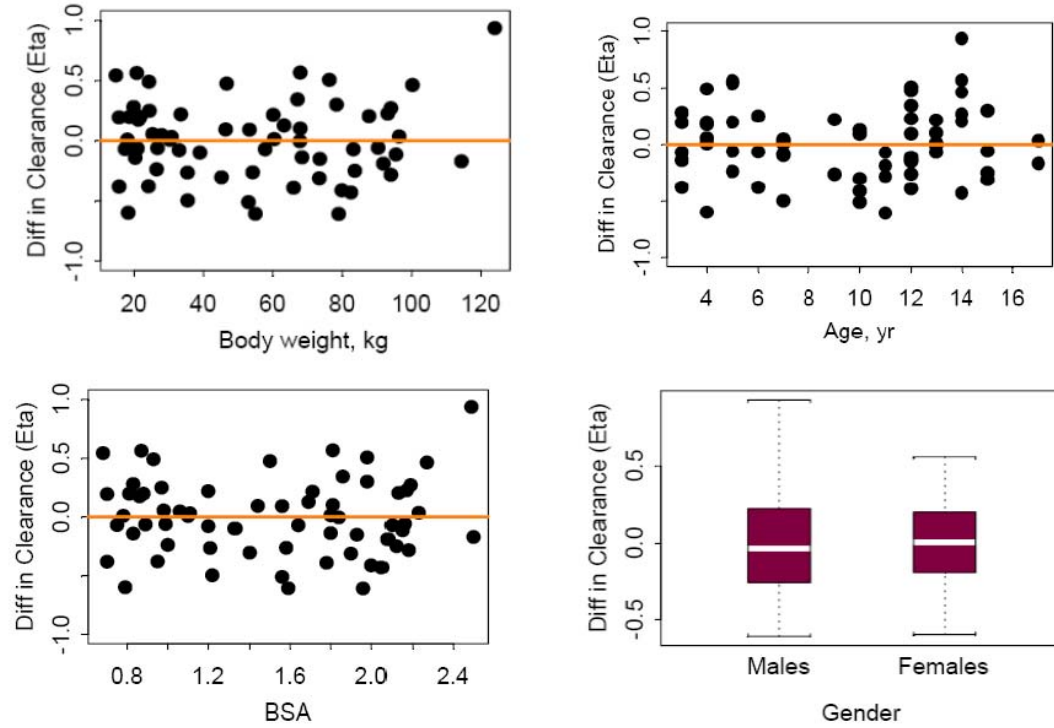 Diff in Clearance (Eta)
1.0
0.5
0.0
-1.0
20 40 60 80 100 120
Body weight, kg
Diff in Clearance (Eta)
1.0
0.5
0.0
-1.0
4 6 8 10 12 14 16
Age, yr
Diff in Clearance (Eta)
1.0
0.5
0.0
-1.0
0.8 1.2 1.6 2.0 2.4
BSA
Diff in Clearance (Eta)
0.5
0.0
-0.5
Males Females
Gender